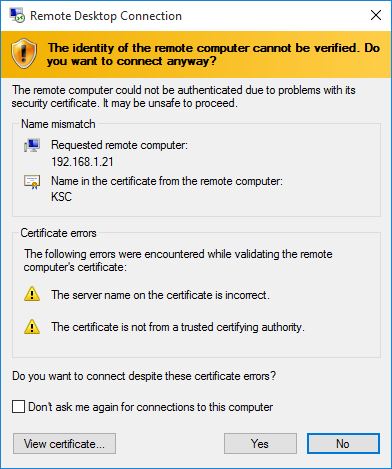 Remote Desktop Connection
The identity of the remote computer cannot be verified. Do
you want to connect anyway?
The remote computer could not be authenticated due to problems with its
security certificate. It may be unsafe to proceed.
Name mismatch
Requested remote computer:
192.168.1.21
Name in the certificate from the remote computer:
KSC
Certificate errors
The following errors were encountered while validating the remote
computer's certificate:
The server name on the certificate is incorrect.
The certificate is not from a trusted certifying authority.
Do you want to connect despite these certificate errors?
Don't ask me again for connections to this computer
View certificate...
Yes
No